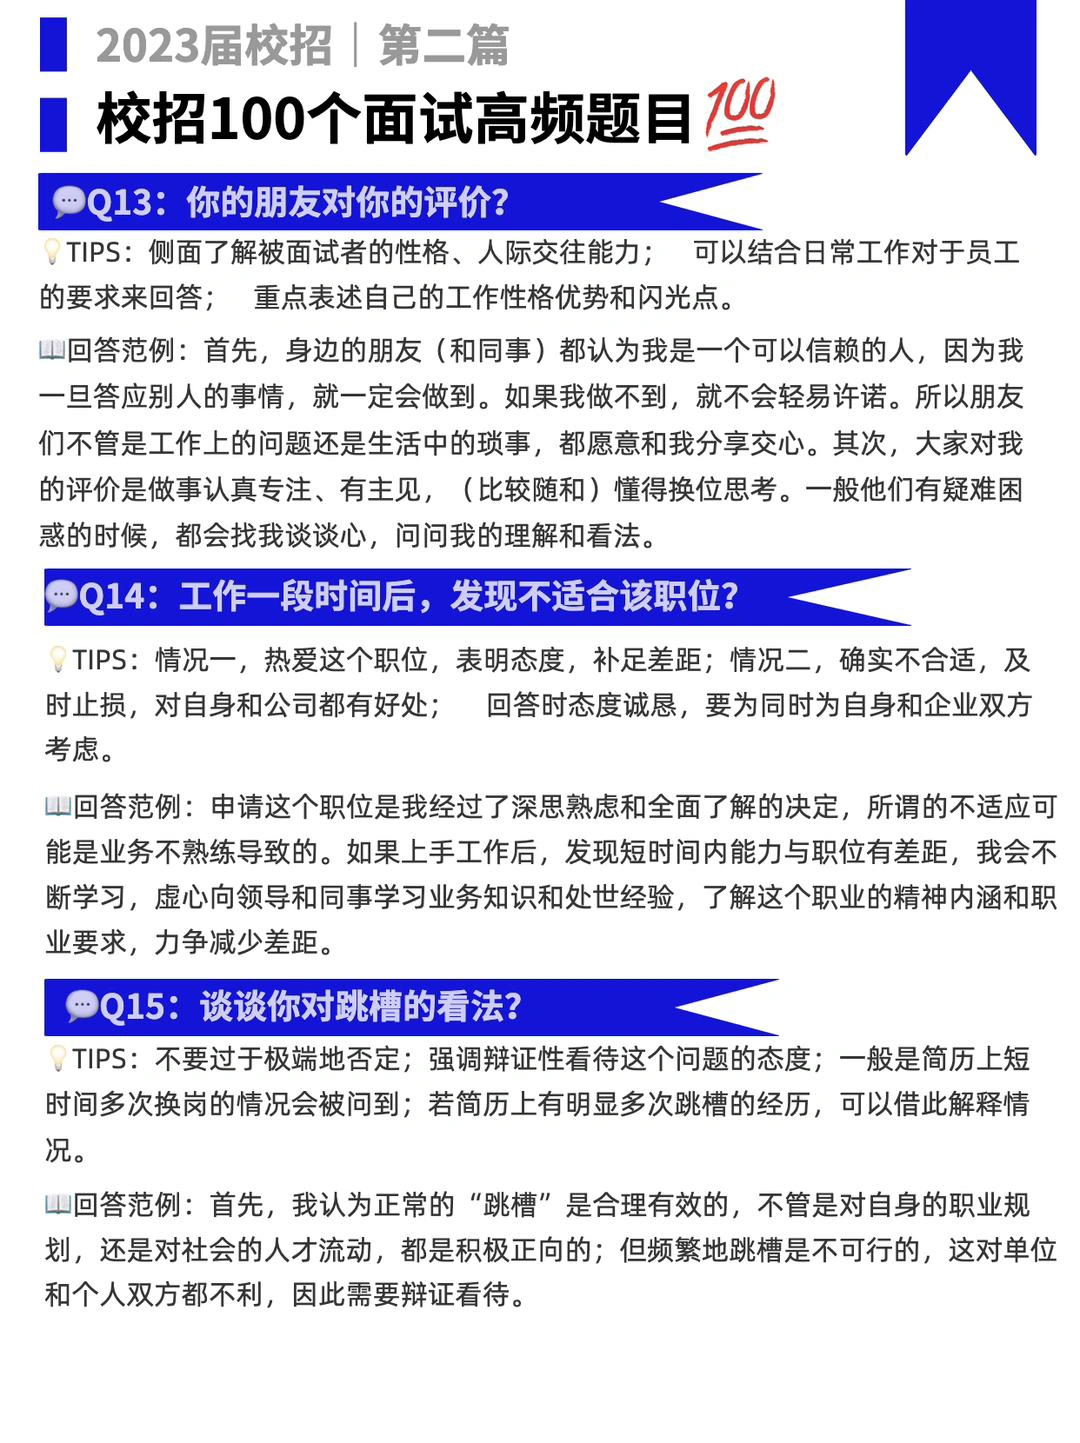 2023届校招｜第二篇
校招100个面试高频题目💯
💬Q13：你的朋友对你的评价？
💡TIPS：侧面了解被面试者的性格、人际交往能力； 可以结合日常工作对于员工
的要求来回答； 重点表述自己的工作性格优势和闪光点。
📖回答范例：首先，身边的朋友（和同事）都认为我是一个可以信赖的人，因为我
一旦答应别人的事情，就一定会做到。如果我做不到，就不会轻易许诺。所以朋友
们不管是工作上的问题还是生活中的琐事，都愿意和我分享交心。其次，大家对我
的评价是做事认真专注、有主见，（比较随和）懂得换位思考。一般他们有疑难困
惑的时候，都会找我谈谈心，问问我的理解和看法。
💬Q14：工作一段时间后，发现不适合该职位？
💡TIPS：情况一，热爱这个职位，表明态度，补足差距；情况二，确实不合适，及
时止损，对自身和公司都有好处； 回答时态度诚恳，要为同时为自身和企业双方
考虑。
📖回答范例：申请这个职位是我经过了深思熟虑和全面了解的决定，所谓的不适应可
能是业务不熟练导致的。如果上手工作后，发现短时间内能力与职位有差距，我会不
断学习，虚心向领导和同事学习业务知识和处世经验，了解这个职业的精神内涵和职
业要求，力争减少差距。
💬Q15：谈谈你对跳槽的看法？
💡TIPS：不要过于极端地否定；强调辩证性看待这个问题的态度；一般是简历上短
时间多次换岗的情况会被问到；若简历上有明显多次跳槽的经历，可以借此解释情
况。
📖回答范例：首先，我认为正常的“跳槽”是合理有效的，不管是对自身的职业规
划，还是对社会的人才流动，都是积极正向的；但频繁地跳槽是不可行的，这对单位
和个人双方都不利，因此需要辩证看待。